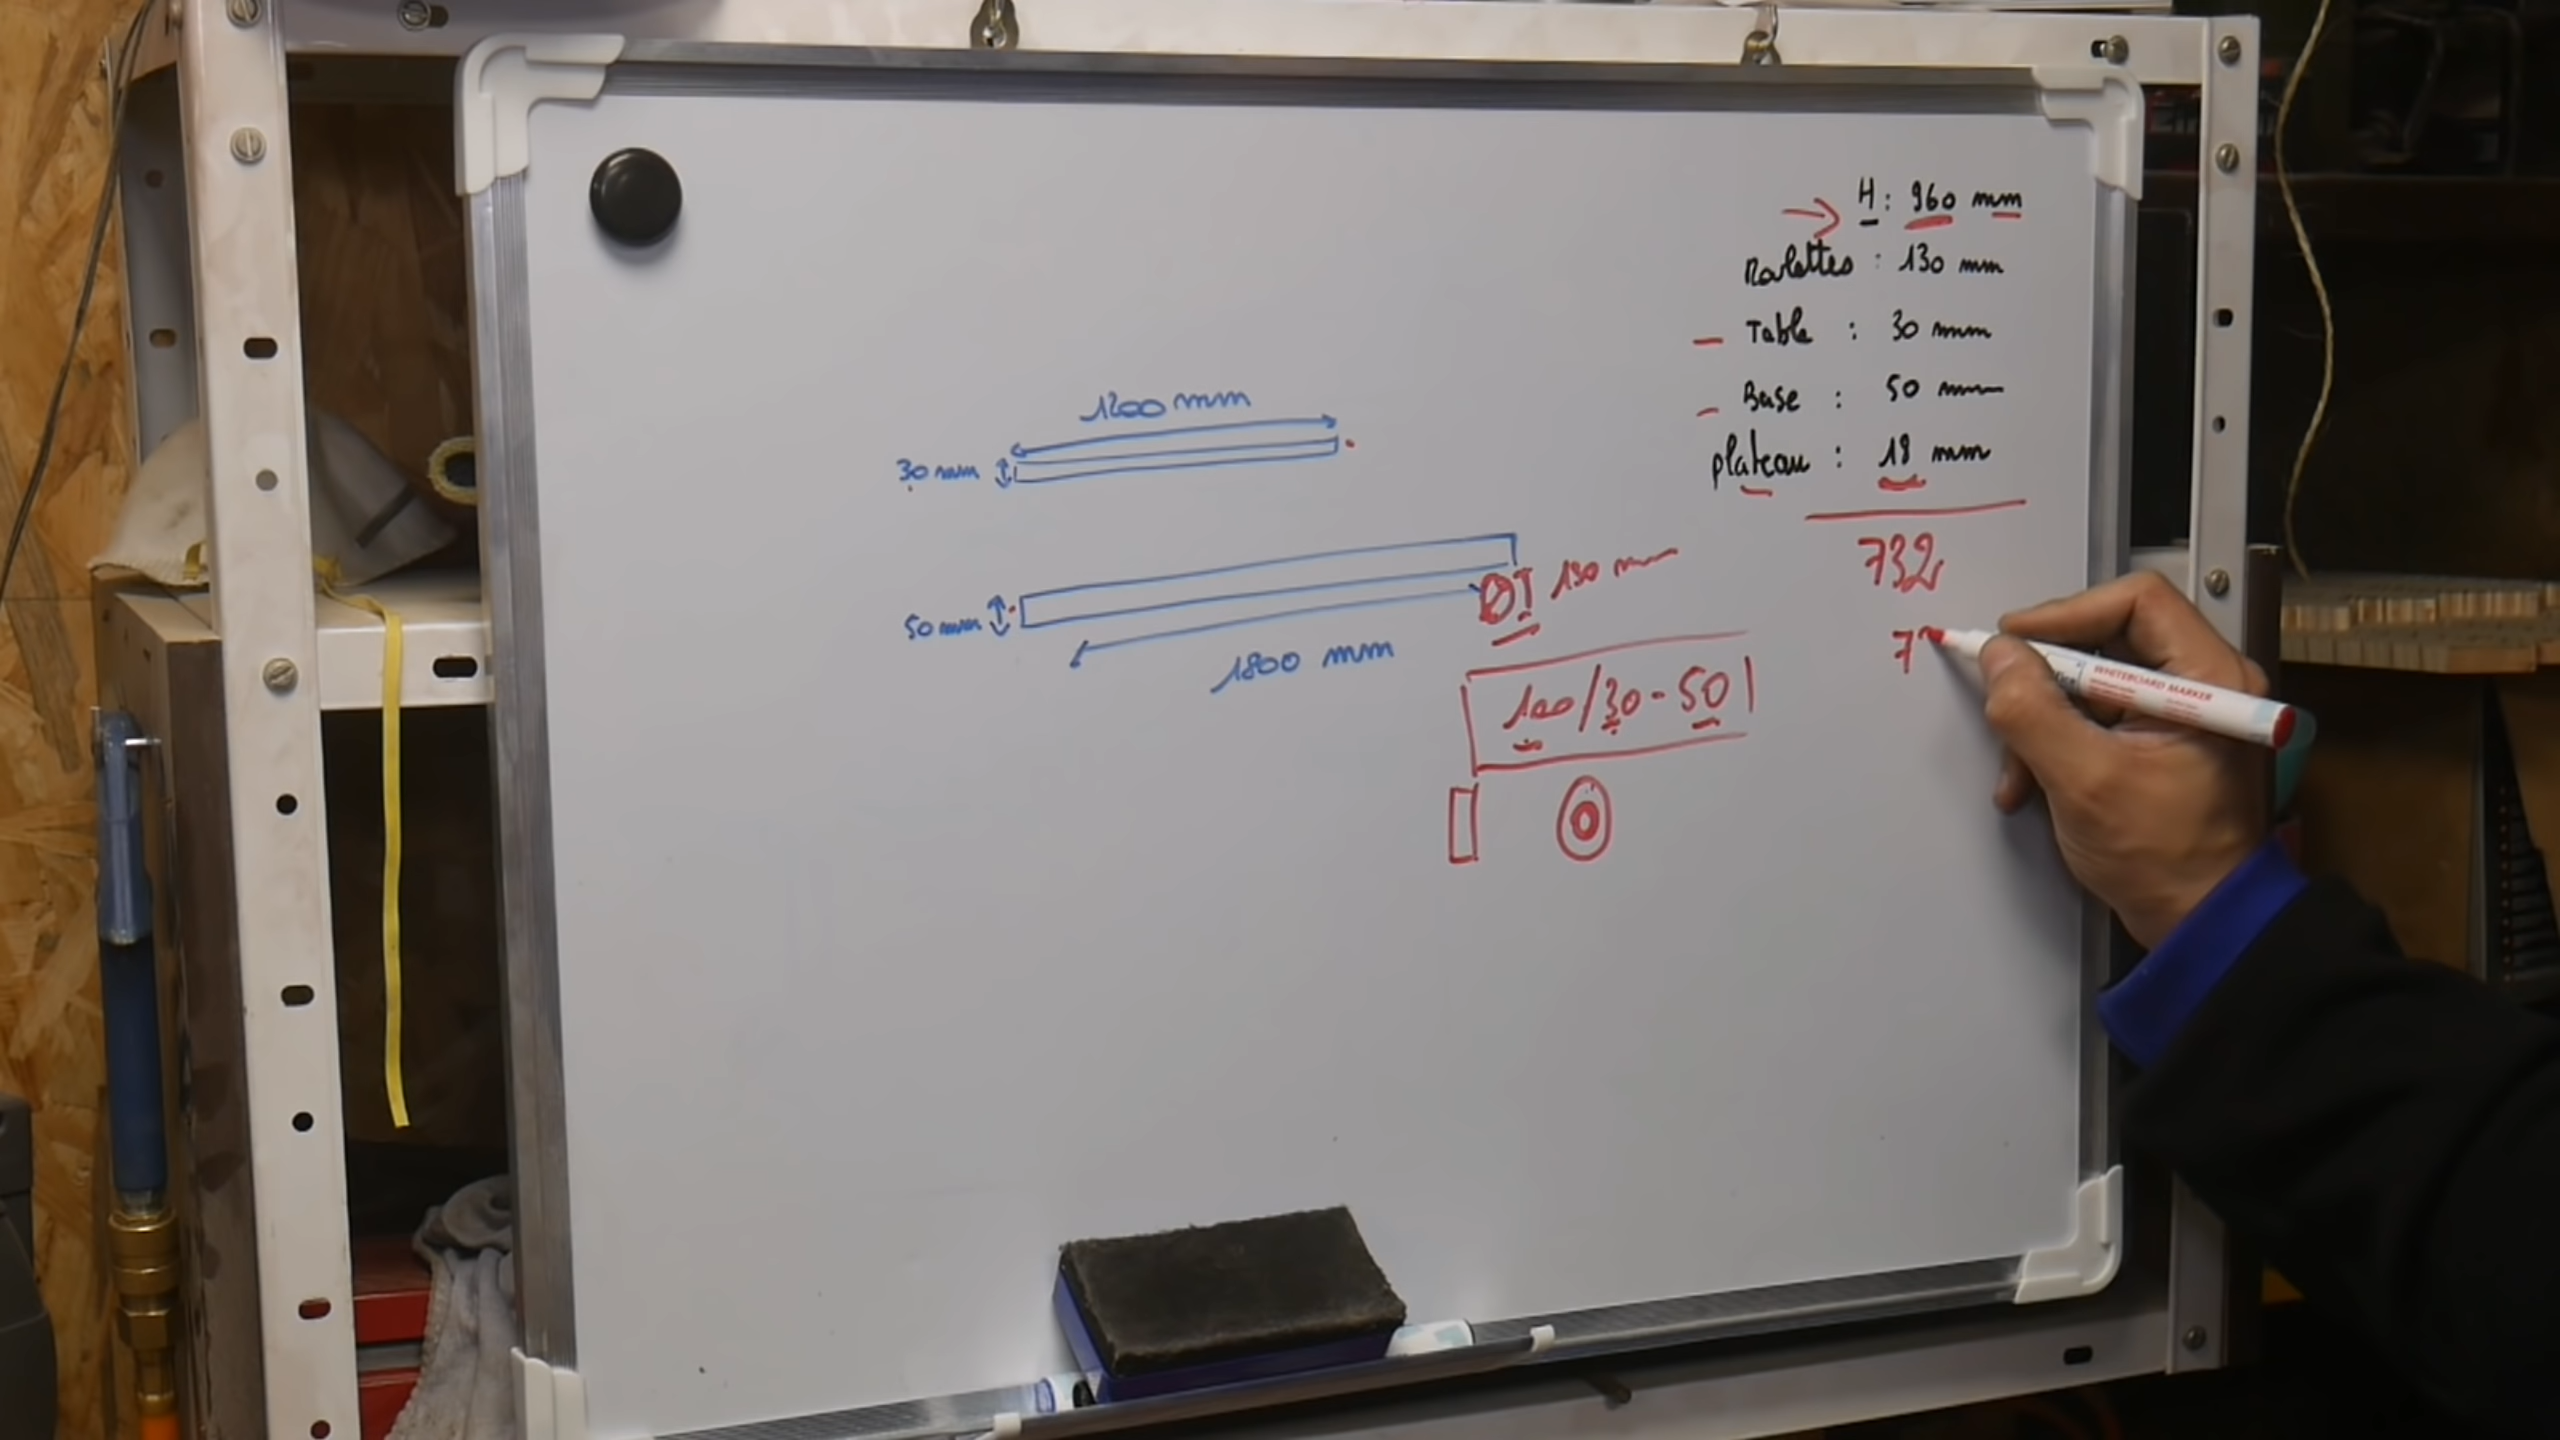 H: 960 mm
Roulettes : 130 mm
Table : 30 mm
Base : 50 mm
plateau : 18 mm
732
7
1200 mm
30 mm
50 mm
130 mm
1800 mm
100/30-50
WHITEBOARD MARKER